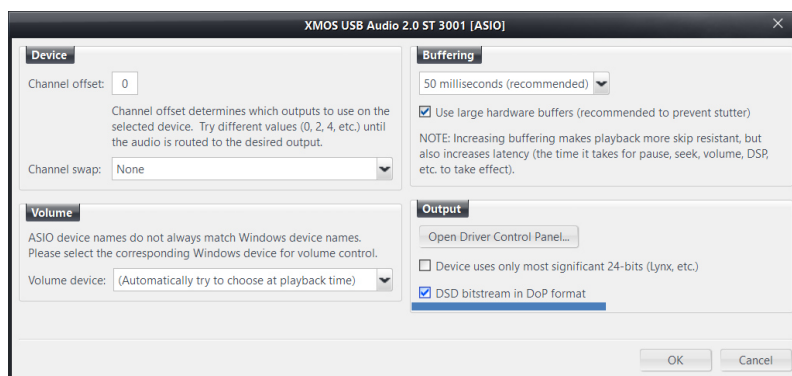 XMOS USB Audio 2.0 ST 3001 [ASIO]
Device
Channel offset: 0
Channel offset determines which outputs to use on the
selected device. Try different values (0, 2, 4, etc.) until
the audio is routed to the desired output.
Channel swap: None
Volume
ASIO device names do not always match Windows device names.
Please select the corresponding Windows device for volume control.
Volume device: (Automatically try to choose at playback time)
Buffering
50 milliseconds (recommended)
Use large hardware buffers (recommended to prevent stutter)
NOTE: Increasing buffering makes playback more skip resistant, but
also increases latency (the time it takes for pause, seek, volume, DSP,
etc. to take effect).
Output
Open Driver Control Panel...
Device uses only most significant 24-bits (Lynx, etc.)
DSD bitstream in DoP format
OK
Cancel